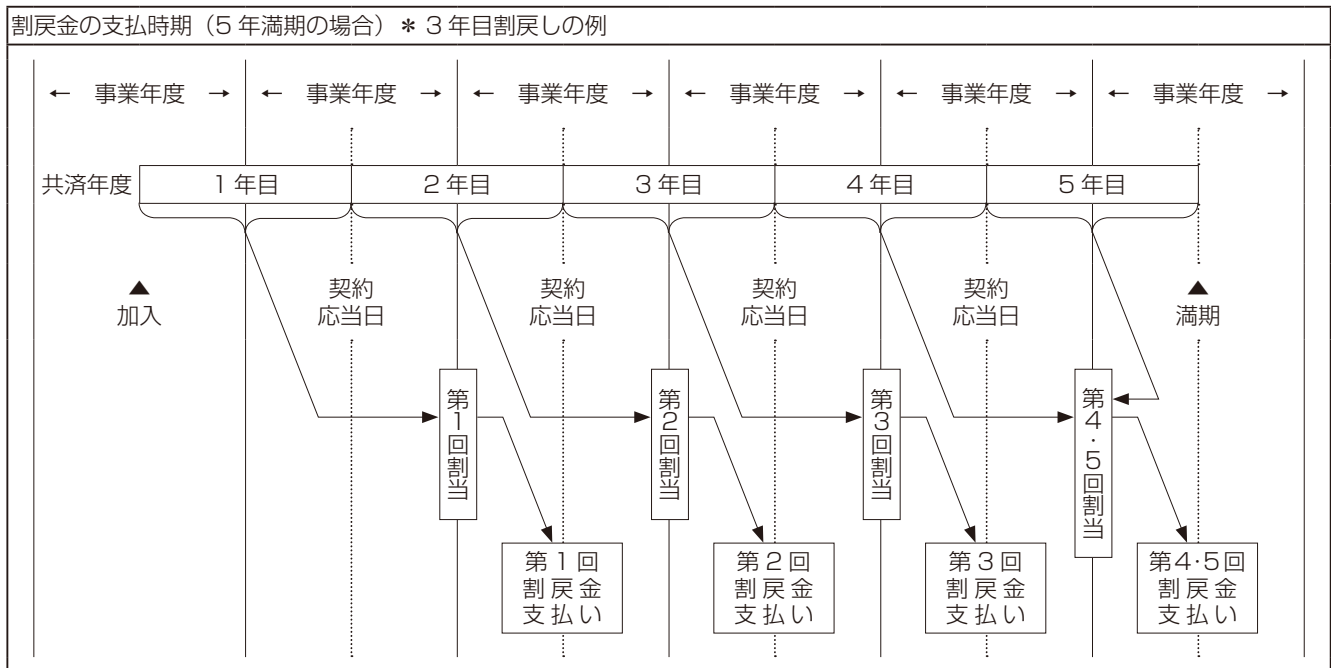 割戻金の支払時期（5年満期の場合）＊3年目割戻しの例
← 事業年度 → ← 事業年度 → ← 事業年度 → ← 事業年度 → ← 事業年度 → ← 事業年度 →
共済年度 1年目 2年目 3年目 4年目 5年目
▲
加入
契約
応当日
契約
応当日
契約
応当日
契約
応当日
▲
満期
第1回割当
第2回割当
第3回割当
第4・5回割当
第1回
割戻金
支払い
第2回
割戻金
支払い
第3回
割戻金
支払い
第4·5回
割戻金
支払い